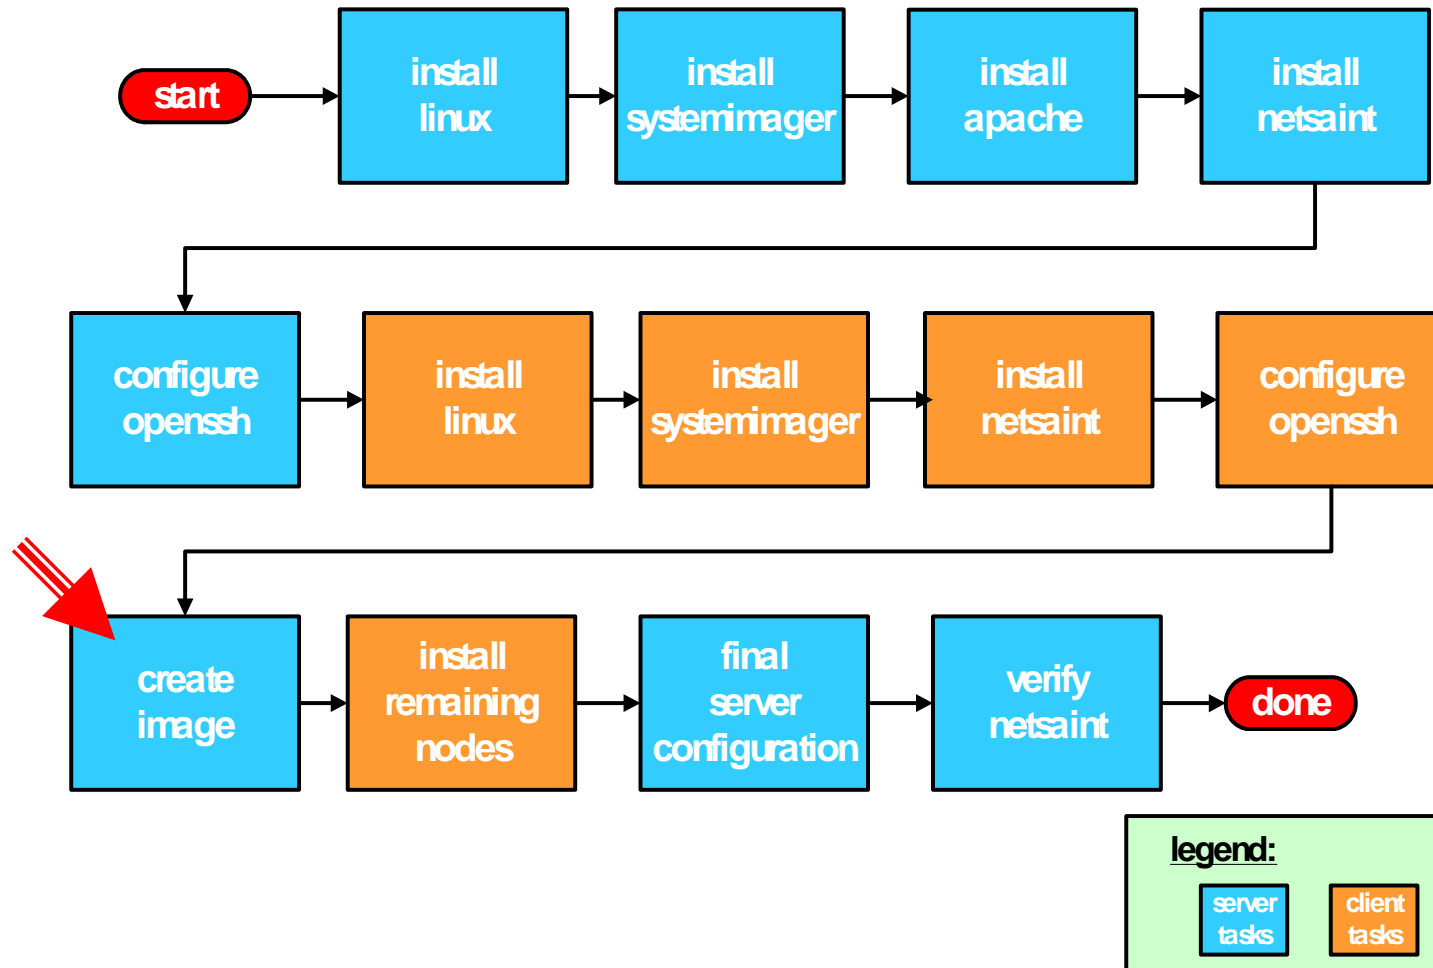 start
install
linux
install
systemimager
install
apache
install
netsaint
configure
openssh
install
linux
install
systemimager
install
netsaint
configure
openssh
create
image
install
remaining
nodes
final
server
configuration
verify
netsaint
done
legend:
server
tasks
client
tasks